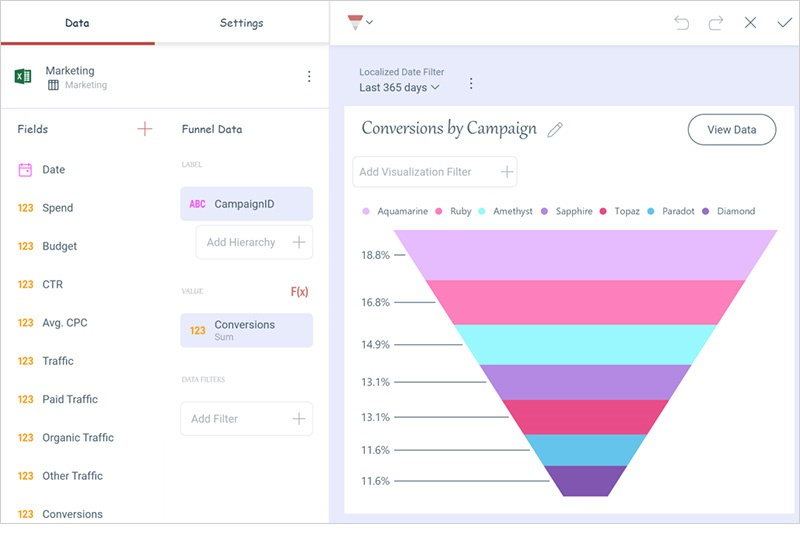 Data
Settings
Marketing
Marketing
Fields
Date
123 Spend
123 Budget
123 CTR
123 Avg. CPC
123 Traffic
123 Paid Traffic
123 Organic Traffic
123 Other Traffic
123 Conversions
Funnel Data
LABEL
ABC CampaignID
Add Hierarchy
VALUE
F(x)
123 Conversions
Sum
DATA FILTERS
Add Filter
Localized Date Filter
Last 365 days
Conversions by Campaign
View Data
Add Visualization Filter
Aquamarine Ruby Amethyst Sapphire Topaz Paradot Diamond
18.8%
16.8%
14.9%
13.1%
13.1%
11.6%
11.6%